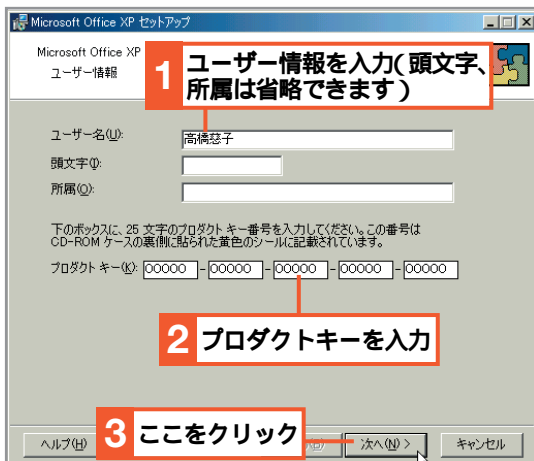 Microsoft Office XP セットアップ
Microsoft Office XP
ユーザー情報
1 ユーザー情報を入力(頭文字、
所属は省略できます)
ユーザー名(U):
高橋慈子
頭文字(I):
所属(O):
下のボックスに、25 文字のプロダクト キー番号を入力してください。この番号は
CD-ROM ケースの裏側に貼られた黄色のシールに記載されています。
プロダクト キー(K): 00000 - 00000 - 00000 - 00000 - 00000
2 プロダクトキーを入力
3 ここをクリック
ヘルプ(H) (B) 次へ(N) > キャンセル